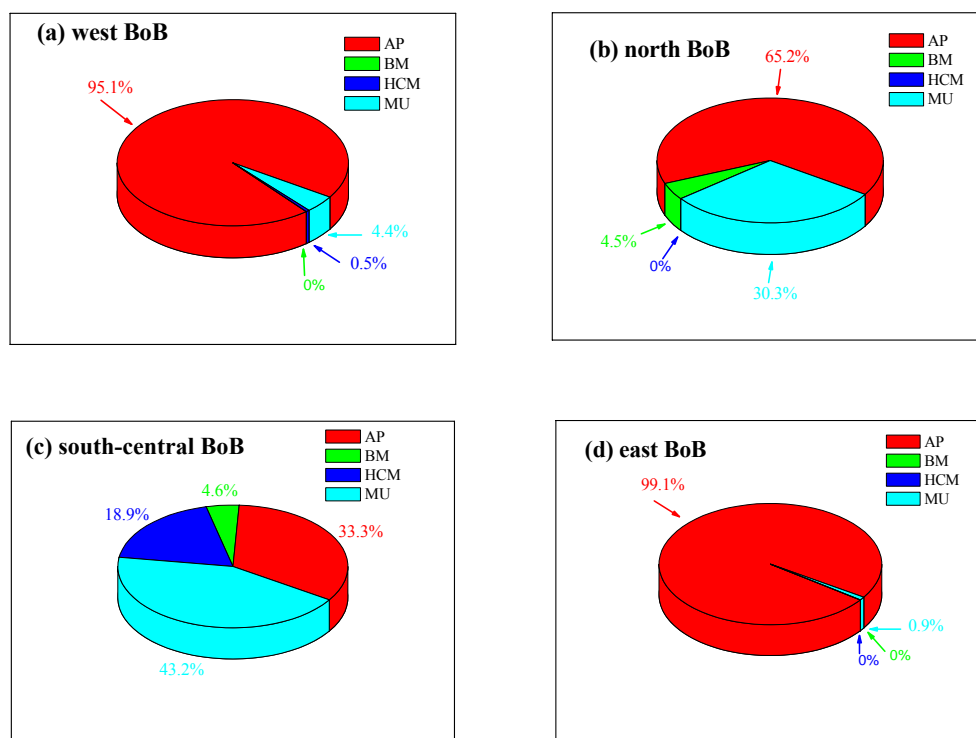 (a) west BoB
AP
BM
HCM
MU
95.1%
4.4%
0.5%
0%
(b) north BoB
AP
BM
HCM
MU
65.2%
4.5%
0%
30.3%
(c) south-central BoB
AP
BM
HCM
MU
4.6%
18.9%
33.3%
43.2%
(d) east BoB
AP
BM
HCM
MU
99.1%
0.9%
0%
0%